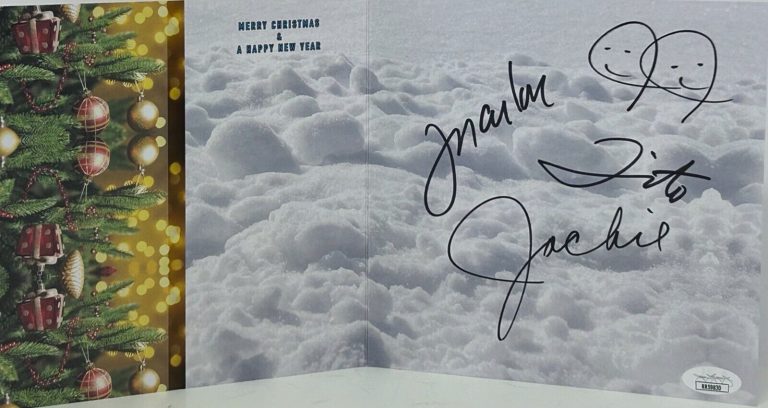 MERRY CHRISTMAS
&
A HAPPY NEW YEAR
Marlon
Tito
Jackie